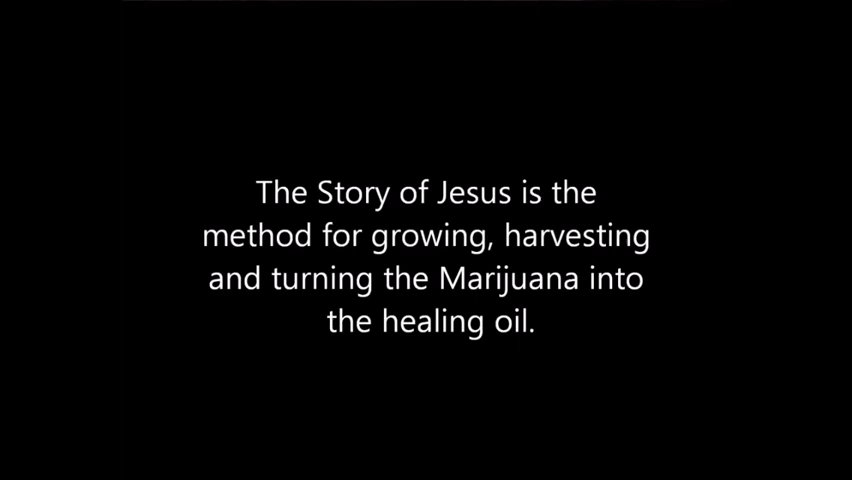 The Story of Jesus is the
method for growing, harvesting
and turning the Marijuana into
the healing oil.